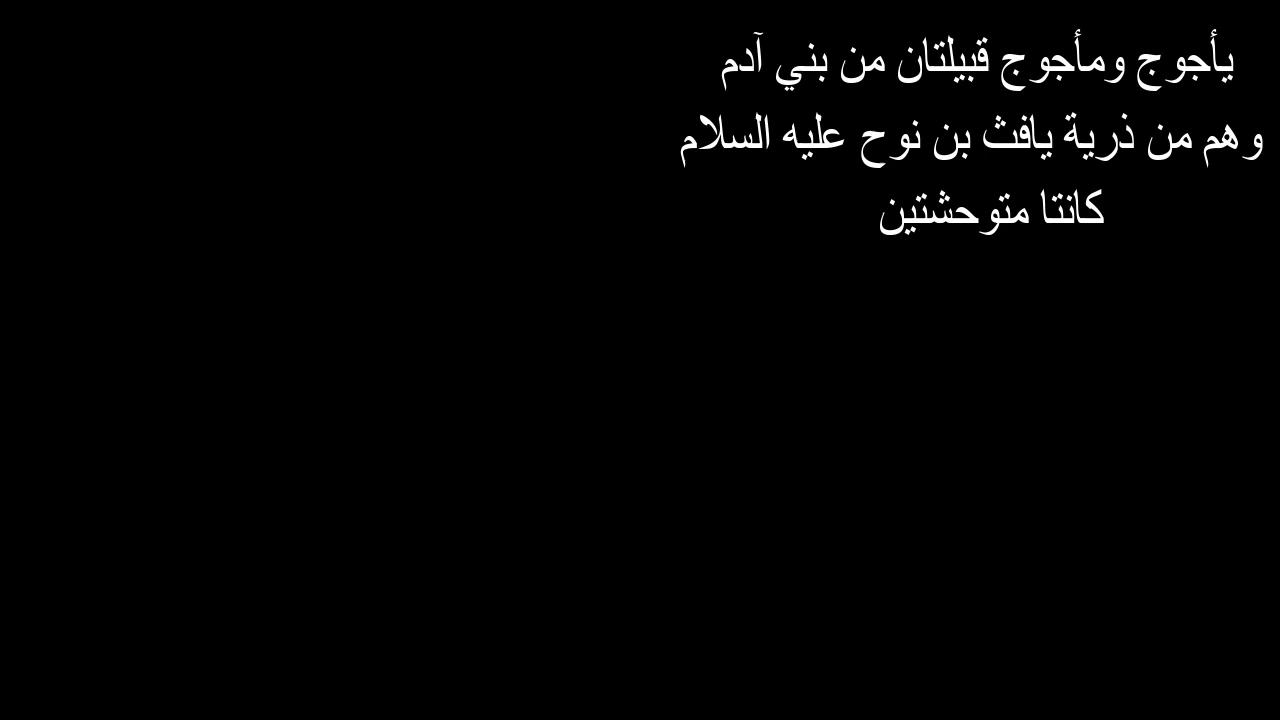 يأجوج ومأجوج قبيلتان من بني آدم
وهم من ذرية يافث بن نوح عليه السلام
كانتا متوحشتين